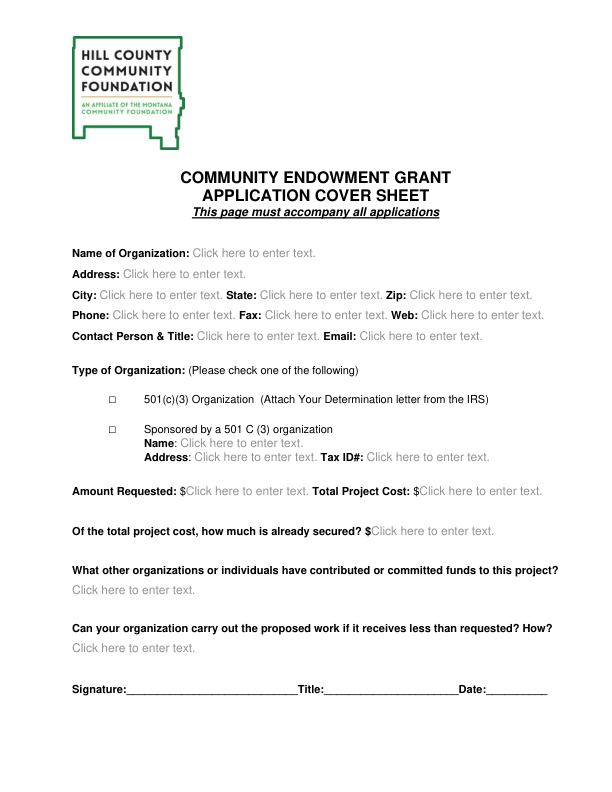 HILL COUNTY
COMMUNITY
FOUNDATION
AN AFFILIATE OF THE MONTANA
COMMUNITY FOUNDATION
COMMUNITY ENDOWMENT GRANT
APPLICATION COVER SHEET
This page must accompany all applications
Name of Organization: Click here to enter text.
Address: Click here to enter text.
City: Click here to enter text. State: Click here to enter text. Zip: Click here to enter text.
Phone: Click here to enter text. Fax: Click here to enter text. Web: Click here to enter text.
Contact Person & Title: Click here to enter text. Email: Click here to enter text.
Type of Organization: (Please check one of the following)
☐ 501(c)(3) Organization (Attach Your Determination letter from the IRS)
☐ Sponsored by a 501 C (3) organization
Name: Click here to enter text.
Address: Click here to enter text. Tax ID#: Click here to enter text.
Amount Requested: $Click here to enter text. Total Project Cost: $Click here to enter text.
Of the total project cost, how much is already secured? $Click here to enter text.
What other organizations or individuals have contributed or committed funds to this project?
Click here to enter text.
Can your organization carry out the proposed work if it receives less than requested? How?
Click here to enter text.
Signature:____________________________Title:______________________Date:__________